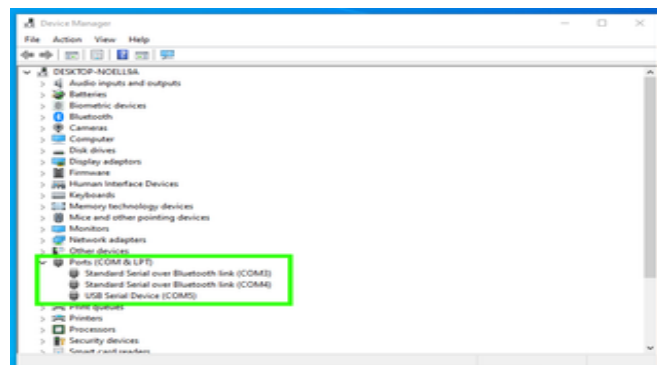 Device Manager
File Action View Help
DESKTOP-NOELLSA
Audio inputs and outputs
Batteries
Biometric devices
Bluetooth
Cameras
Computer
Disk drives
Display adaptors
Firmware
Human Interface Devices
Keyboards
Memory technology devices
Mice and other pointing devices
Monitors
Network adapters
Other devices
Ports (COM & LPT)
Standard Serial over Bluetooth link (COM3)
Standard Serial over Bluetooth link (COM4)
USB Serial Device (COM5)
Print queues
Printers
Processors
Security devices
Smart card readers